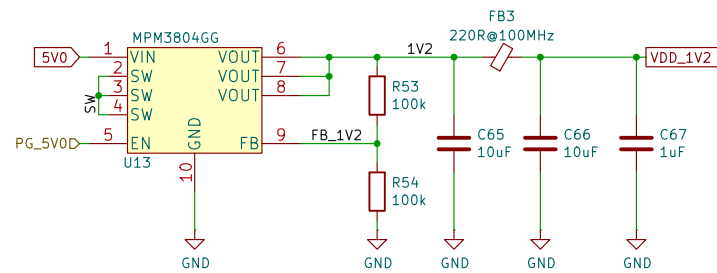 FB3
220R@100MHz
MPM3804GG
5V0
1
VIN
VOUT
6
1V2
VDD_1V2
2
SW
VOUT
7
3
SW
VOUT
8
4
SW
SW
R53
100k
PG_5V0
5
EN
GND
FB
9
FB_1V2
U13
10
C65
10uF
C66
10uF
C67
1uF
R54
100k
GND
GND
GND
GND
GND